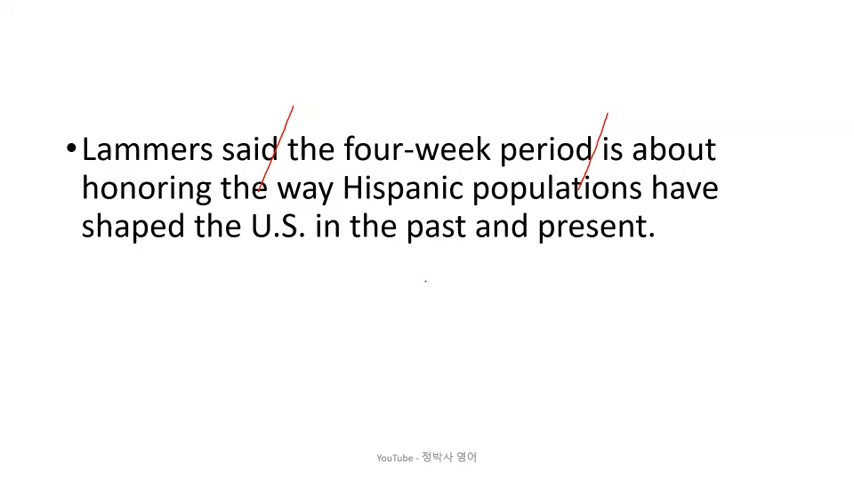 •Lammers said the four-week period is about
honoring the way Hispanic populations have
shaped the U.S. in the past and present.
YouTube - 정박사 영어